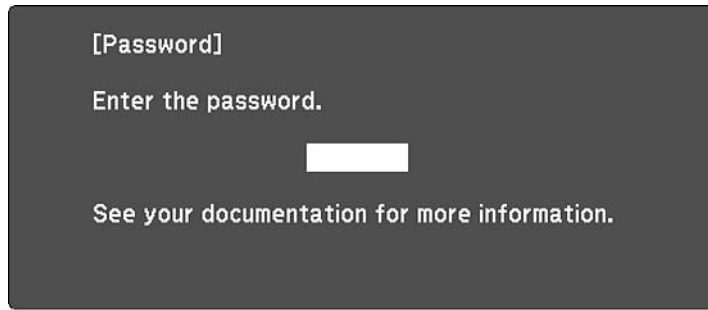 [Password]
Enter the password.
See your documentation for more information.